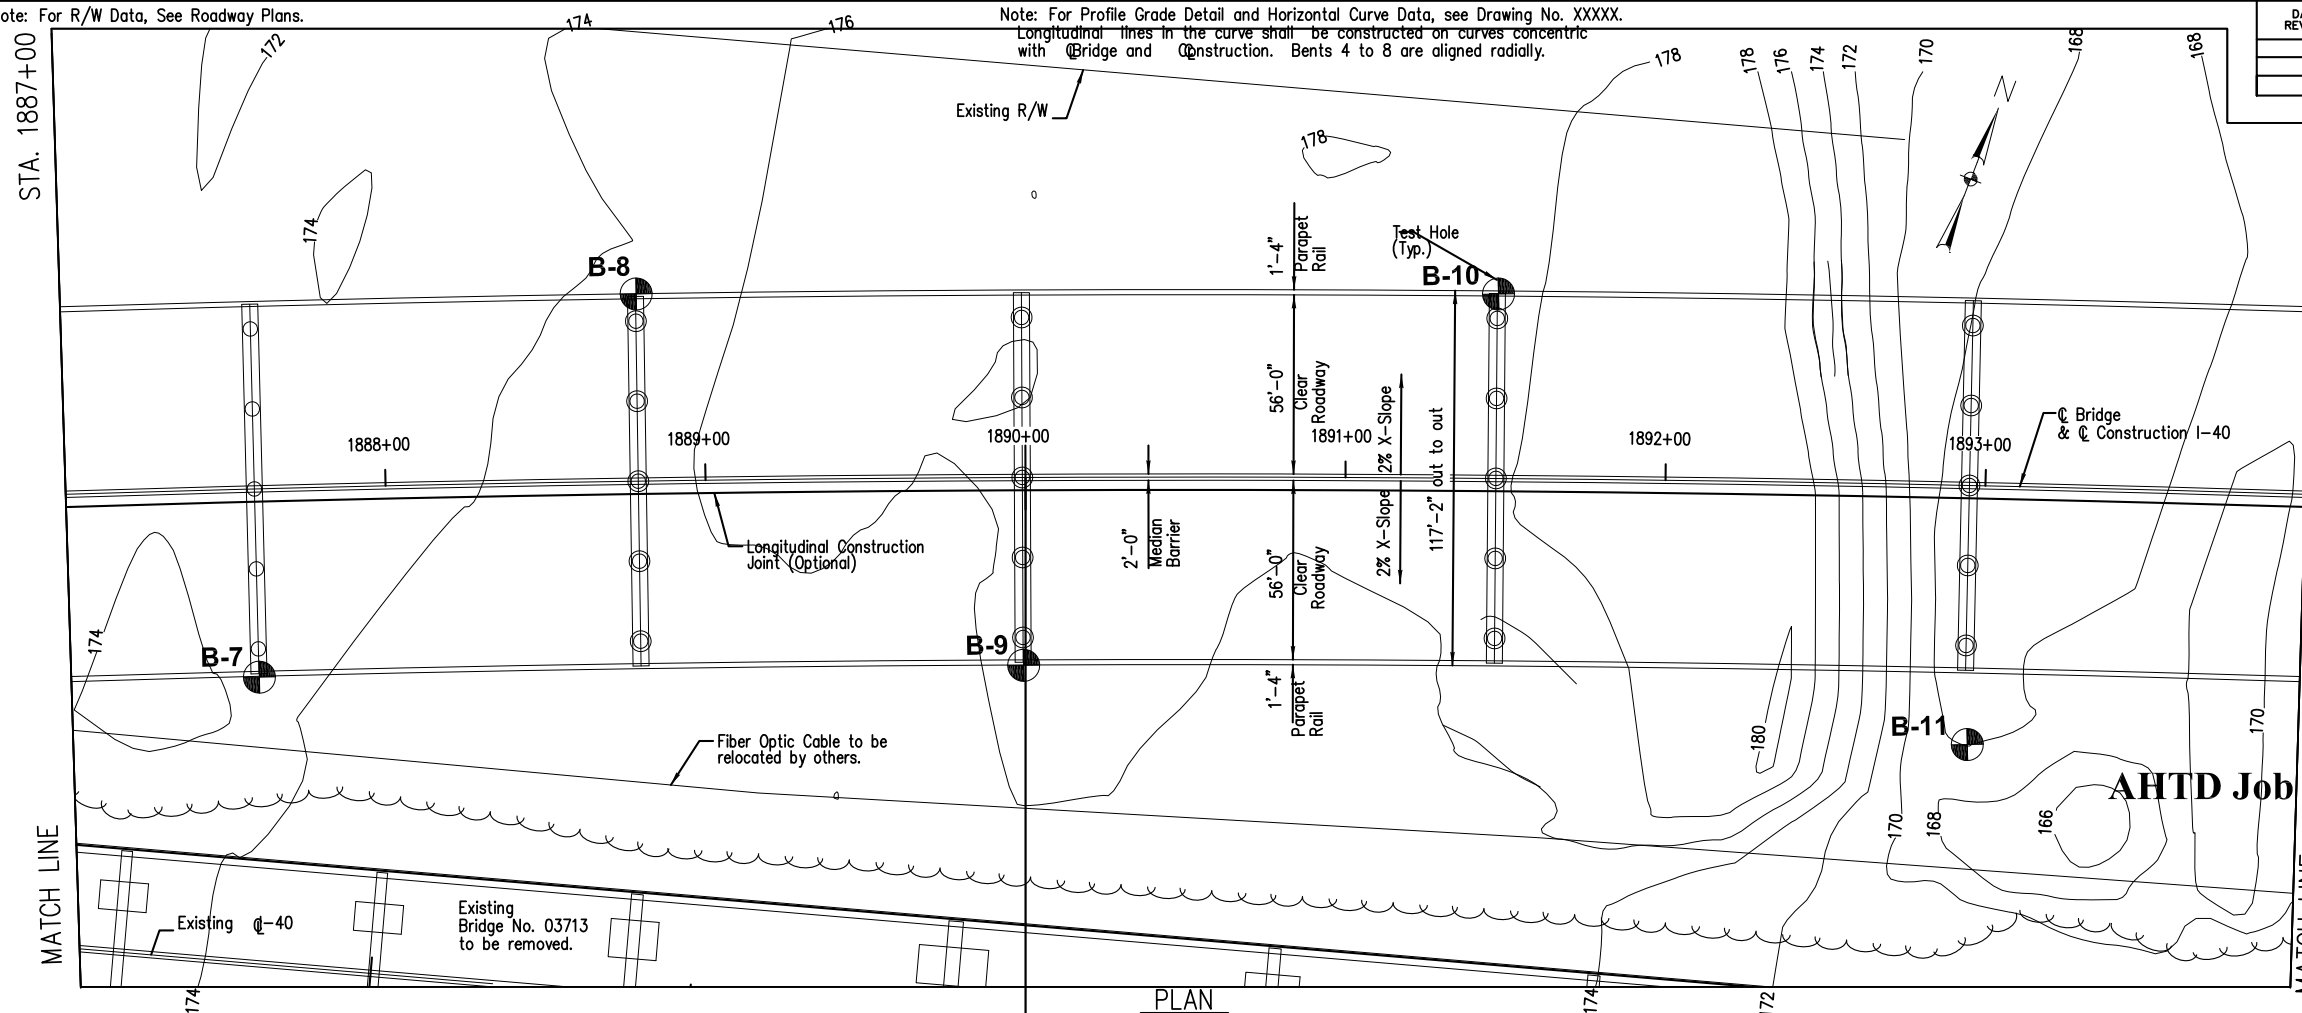 ote: For R/W Data, See Roadway Plans.
Note: For Profile Grade Detail and Horizontal Curve Data, see Drawing No. XXXXX.
Longitudinal lines in the curve shall be constructed on curves concentric
with ℄ Bridge and ℄ Construction. Bents 4 to 8 are aligned radially.
STA. 1887+00
172
174
176
178
178
176
174
172
170
168
168
N
Existing R/W
178
174
Test Hole
(Typ.)
1'-4"
Parapet
Rail
B-8
B-10
56'-0"
Clear
Roadway
2% X-Slope
117'-2" out to out
1888+00
1889+00
1890+00
1891+00
1892+00
1893+00
℄ Bridge
& ℄ Construction I-40
Longitudinal Construction
Joint (Optional)
2'-0"
Median
Barrier
56'-0"
Clear
Roadway
2% X-Slope
174
B-7
B-9
1'-4"
Parapet
Rail
180
B-11
170
Fiber Optic Cable to be
relocated by others.
AHTD Job
170
168
166
MATCH LINE
MATCH LINE
Existing ℄ I-40
Existing
Bridge No. 03713
to be removed.
174
174
172
PLAN